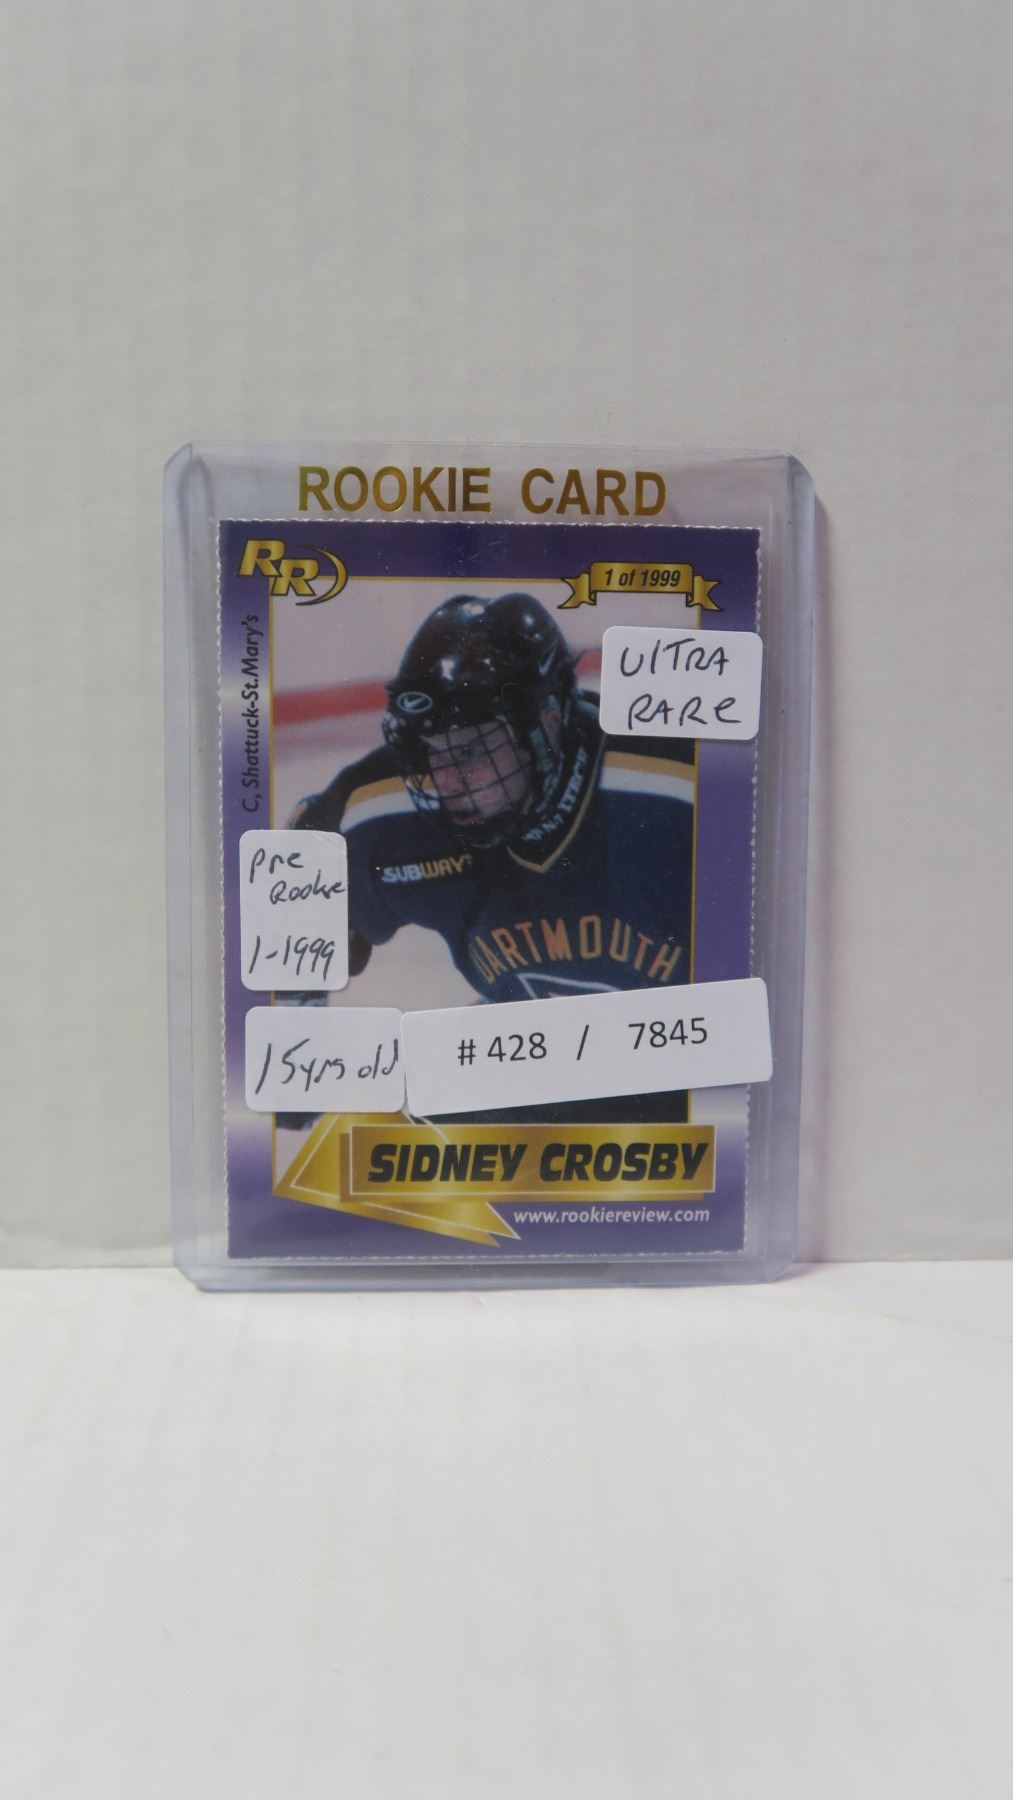 ROOKIE CARD
RR
1 of 1999
C, Shattuck-St.Mary's
UlTRA
RARe
SUBWAY
DARTMOUTH
Pre
Rookie
1-1999
15yrs old
# 428 / 7845
SIDNEY CROSBY
www.rookiereview.com